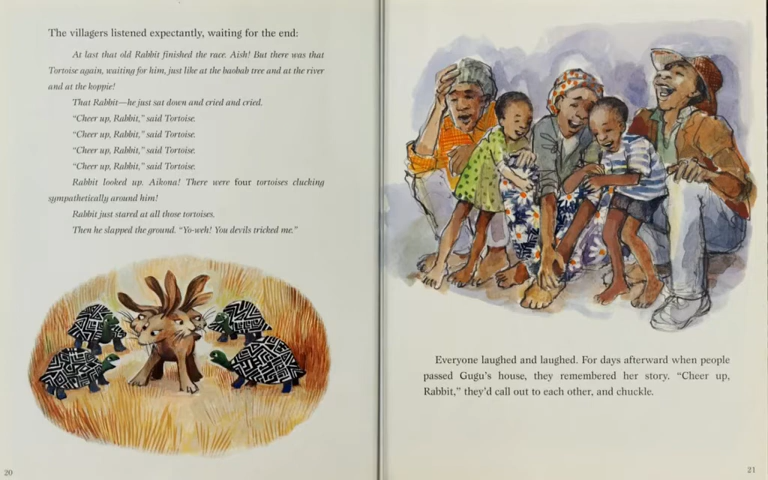 The villagers listened expectantly, waiting for the end:
At last that old Rabbit finished the race. Aish! But there was that
Tortoise again, waiting for him, just like at the baobab tree and at the river
and at the koppie!
That Rabbit—he just sat down and cried and cried.
"Cheer up, Rabbit," said Tortoise.
"Cheer up, Rabbit," said Tortoise.
"Cheer up, Rabbit," said Tortoise.
"Cheer up, Rabbit," said Tortoise.
Rabbit looked up. Aikona! There were four tortoises clucking
sympathetically around him!
Rabbit just stared at all those tortoises.
Then he slapped the ground. "Yo-weh! You devils tricked me."
20
Everyone laughed and laughed. For days afterward when people
passed Gugu's house, they remembered her story. "Cheer up,
Rabbit," they'd call out to each other, and chuckle.
21